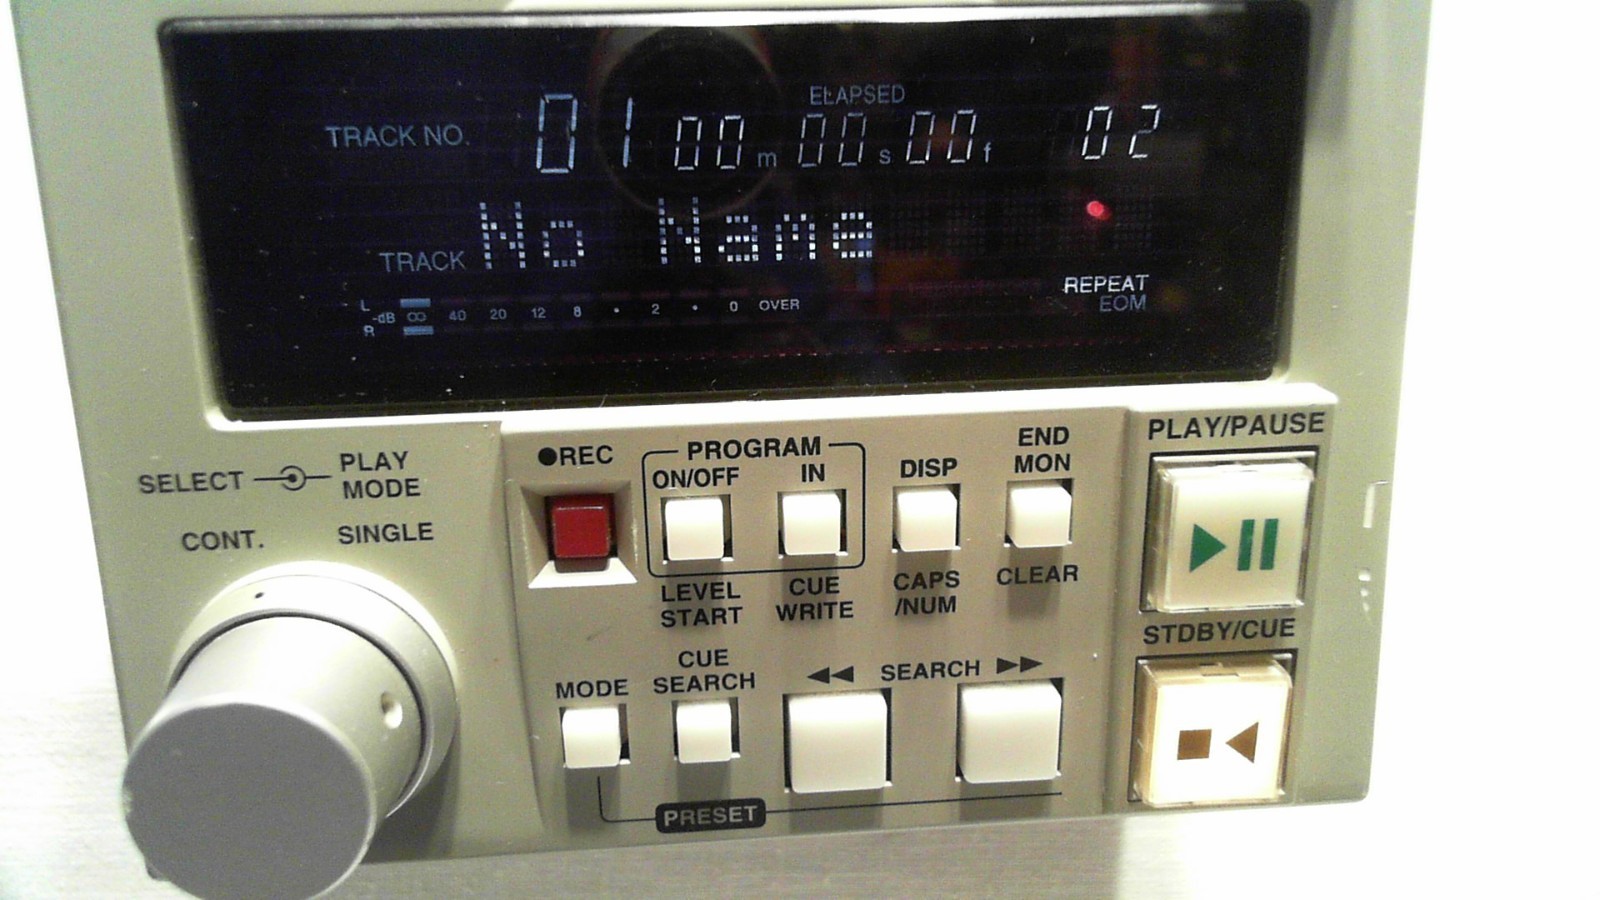 ELAPSED
TRACK NO. 01 00m 00s 00f 02
TRACK No Name
REPEAT
EOM
L
-dB ∞ 40 20 12 8 • 2 • 0 OVER
R
SELECT PLAY MODE
CONT. SINGLE
●REC
PROGRAM
ON/OFF IN
DISP
END MON
PLAY/PAUSE
LEVEL START
CUE WRITE
CAPS /NUM
CLEAR
STDBY/CUE
MODE
CUE SEARCH
◀◀ SEARCH ▶▶
PRESET